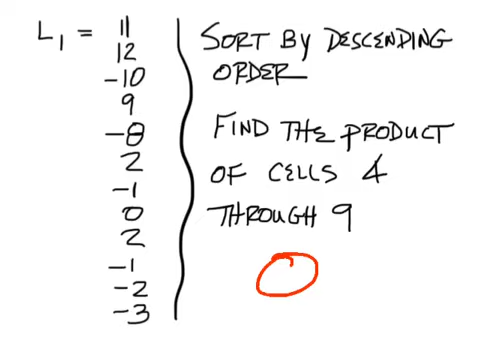 L₁ = 11
12
-10
9
-8
2
-1
0
2
-1
-2
-3
SORT BY DESCENDING
ORDER
FIND THE PRODUCT
OF CELLS 4
THROUGH 9